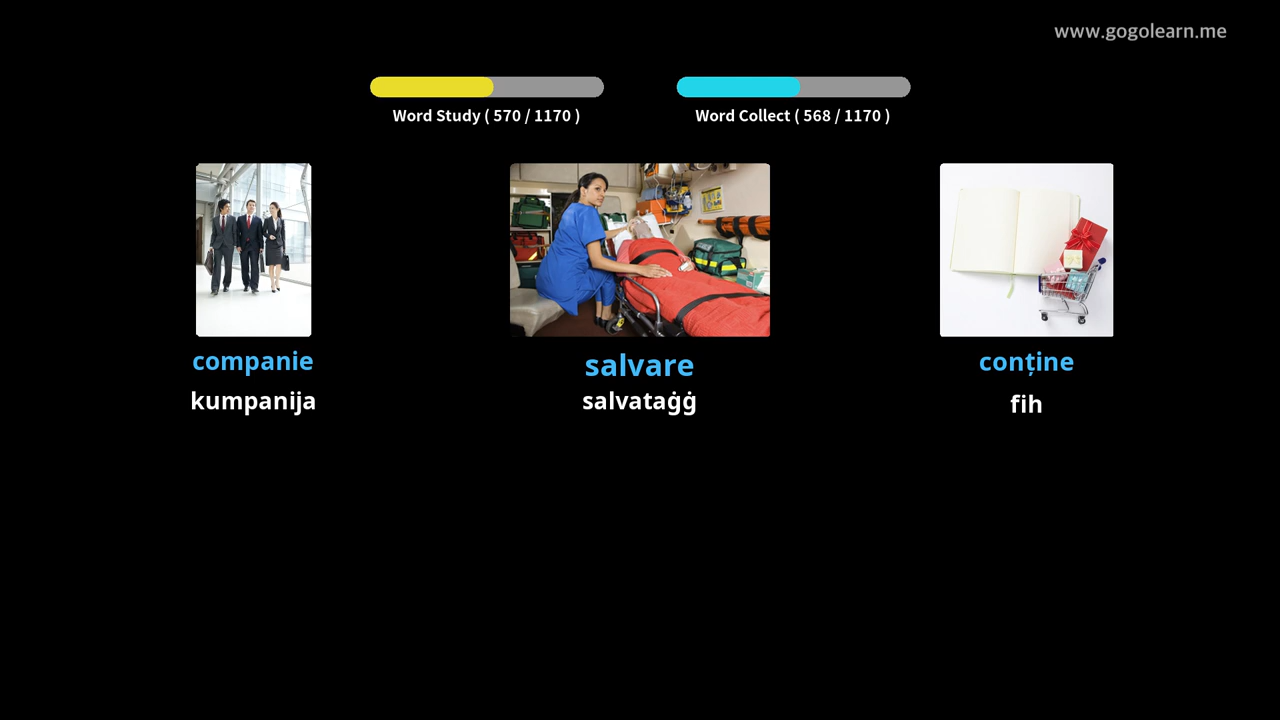 www.gogolearn.me
Word Study ( 570 / 1170 )
Word Collect ( 568 / 1170 )
companie
kumpanija
salvare
salvataġġ
conține
fih